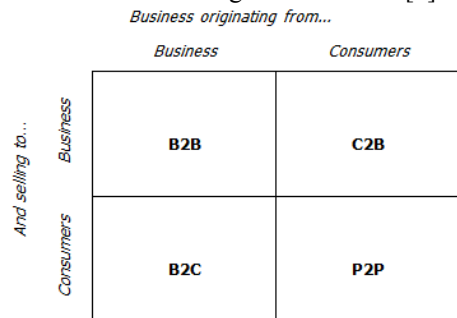 Business originating from...
Business Consumers
And selling to...
Business
B2B C2B
Consumers
B2C P2P